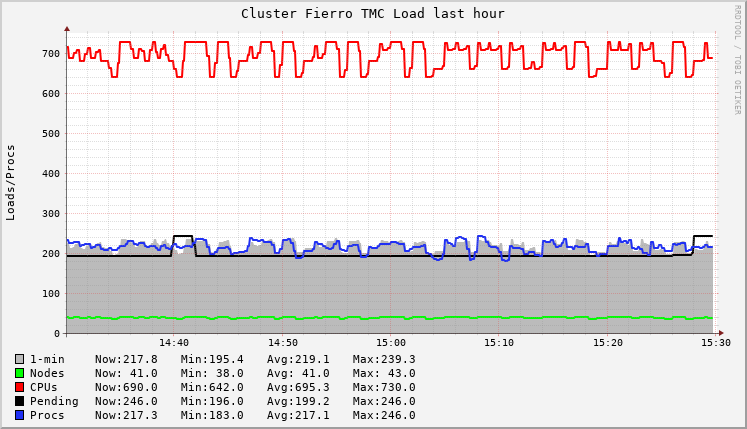 Cluster Fierro TMC Load last hour
RRDTOOL / TOBI OETIKER
Loads/Procs
700
600
500
400
300
200
100
0
14:40 14:50 15:00 15:10 15:20 15:30
1-min Now:217.8 Min:195.4 Avg:219.1 Max:239.3
Nodes Now: 41.0 Min: 38.0 Avg: 41.0 Max: 43.0
CPUs Now:690.0 Min:642.0 Avg:695.3 Max:730.0
Pending Now:246.0 Min:196.0 Avg:199.2 Max:246.0
Procs Now:217.3 Min:183.0 Avg:217.1 Max:246.0